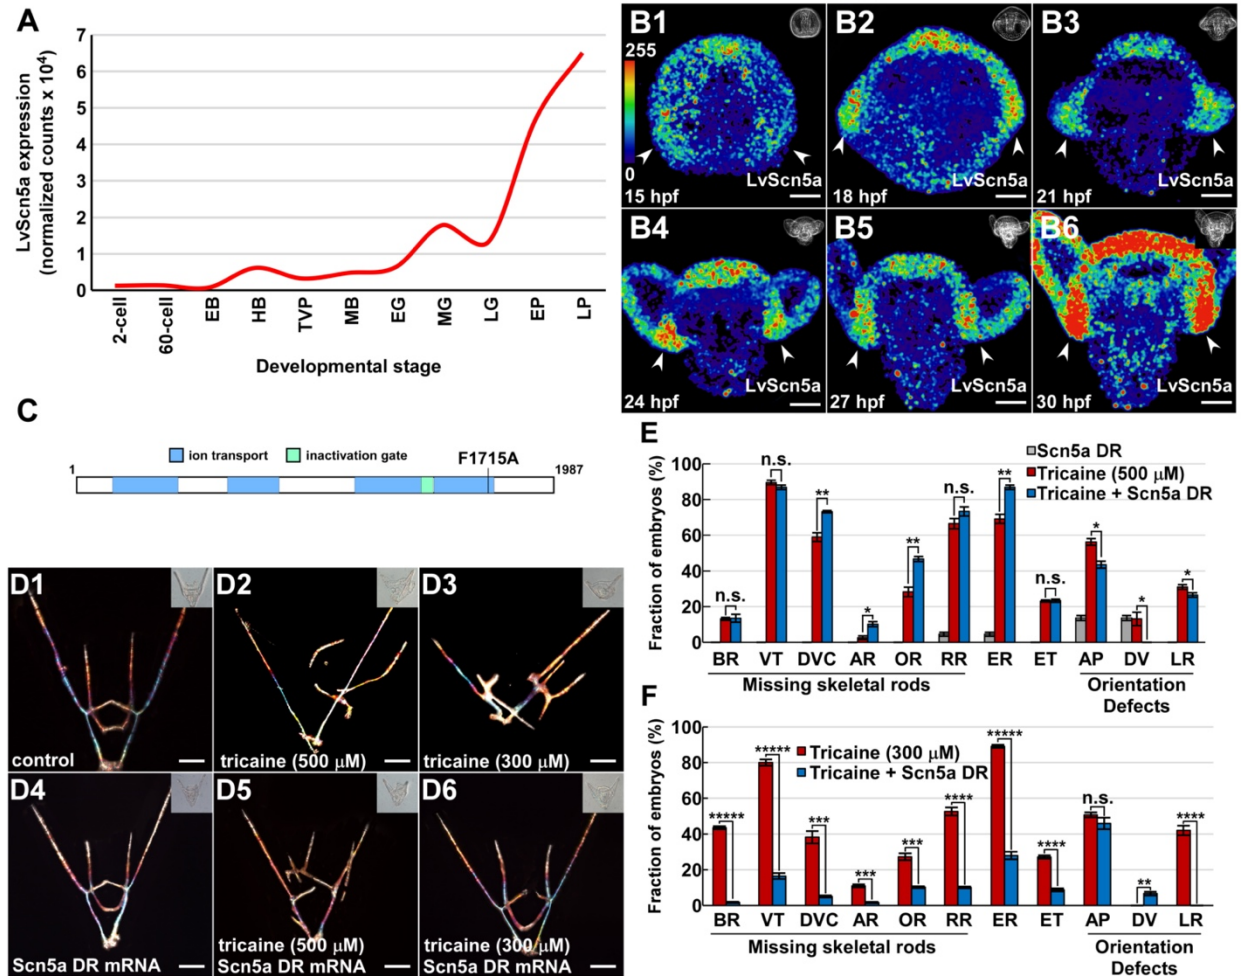 A
7
6
5
4
3
2
1
0
LvScn5a expression
(normalized counts x 10⁴)
2-cell
60-cell
EB
HB
TVP
MB
EG
MG
LG
EP
LP
Developmental stage
B1
255
0
15 hpf
LvScn5a
B2
18 hpf
LvScn5a
B3
21 hpf
LvScn5a
B4
24 hpf
LvScn5a
B5
27 hpf
LvScn5a
B6
30 hpf
LvScn5a
C
ion transport
inactivation gate
F1715A
1
1987
D1
control
D2
tricaine (500 μM)
D3
tricaine (300 μM)
D4
Scn5a DR mRNA
D5
tricaine (500 μM)
Scn5a DR mRNA
D6
tricaine (300 μM)
Scn5a DR mRNA
E
Scn5a DR
Tricaine (500 μM)
Tricaine + Scn5a DR
Fraction of embryos (%)
100
80
60
40
20
0
n.s. n.s. ** * ** n.s. ** n.s. * * *
BR VT DVC AR OR RR ER ET AP DV LR
Missing skeletal rods
Orientation
Defects
F
Tricaine (300 μM)
Tricaine + Scn5a DR
Fraction of embryos (%)
100
80
60
40
20
0
***** ***** *** *** *** **** ***** **** n.s. ** ****
BR VT DVC AR OR RR ER ET AP DV LR
Missing skeletal rods
Orientation
Defects